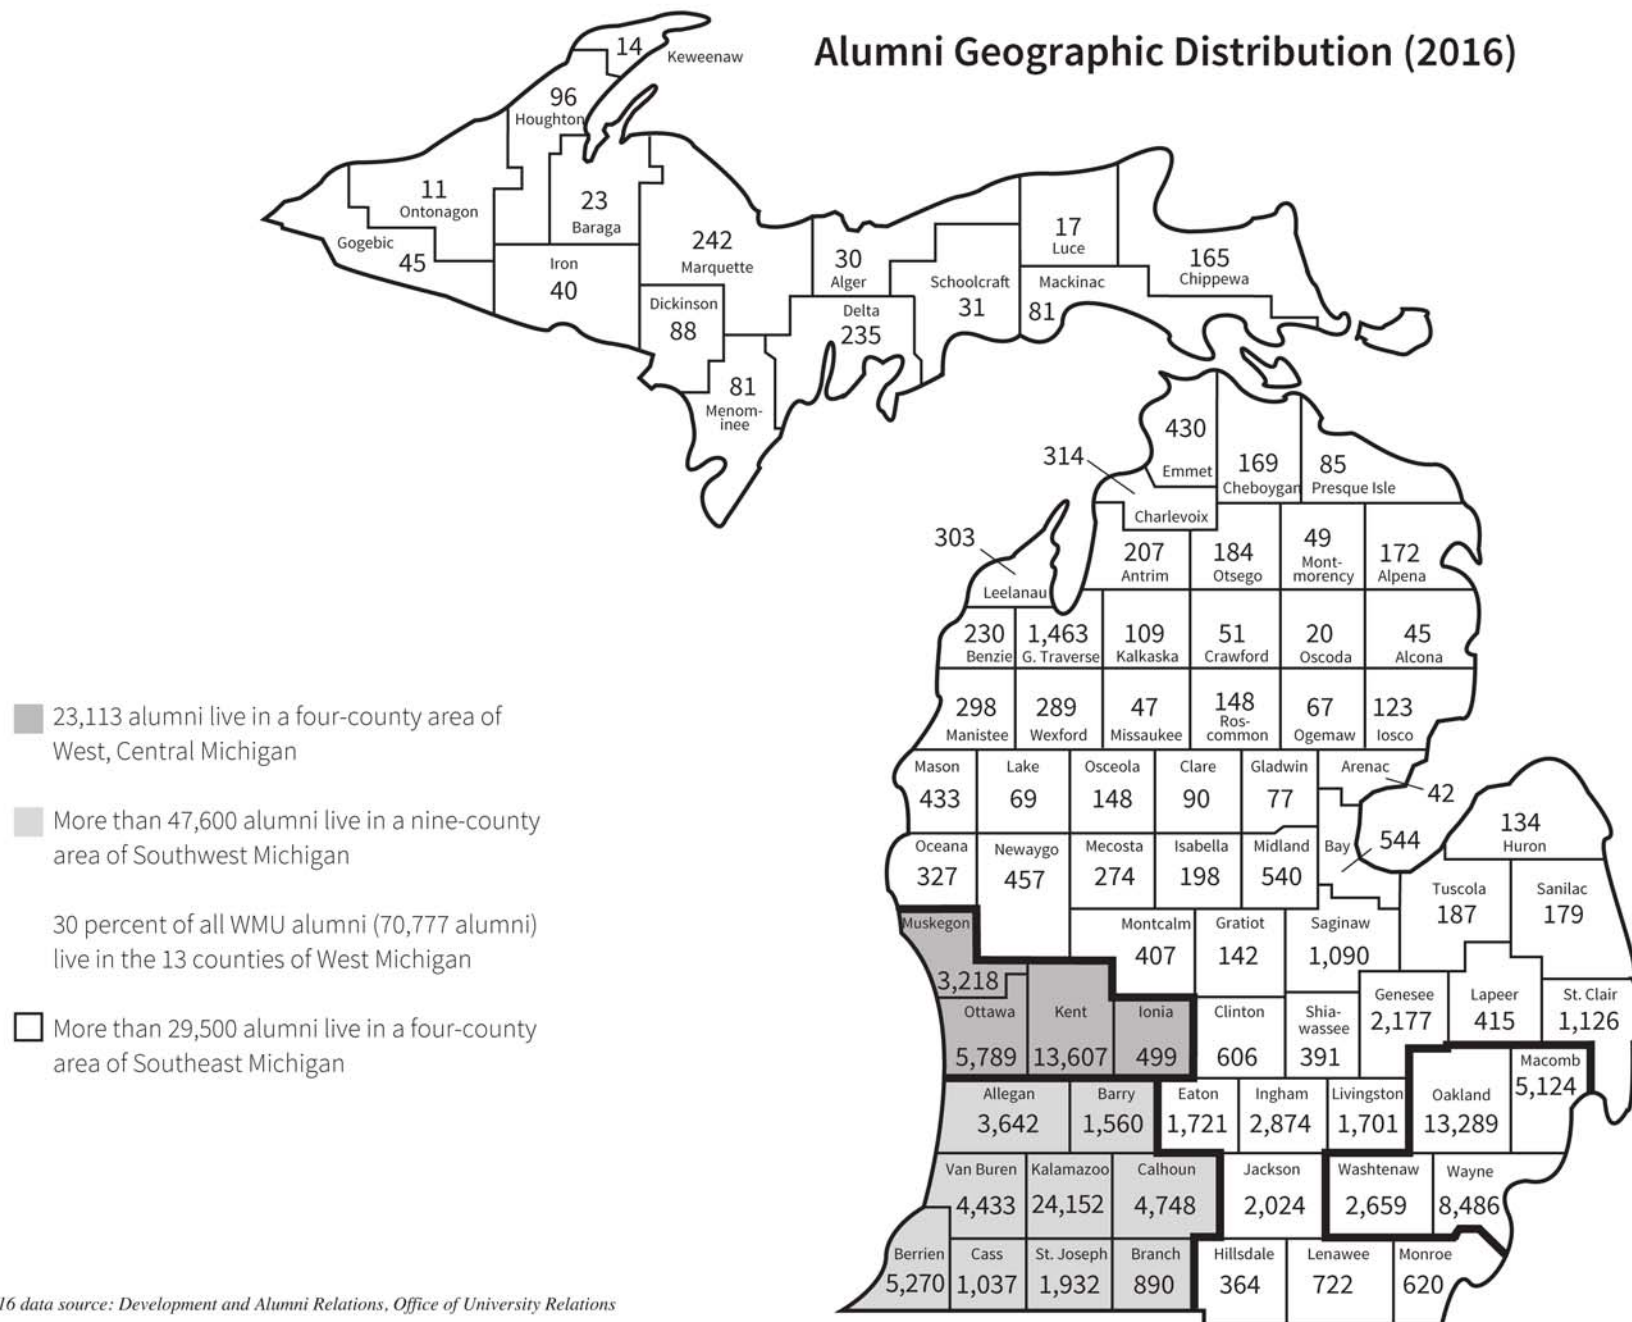 Alumni Geographic Distribution (2016)
14
Keweenaw
96
Houghton
11
Ontonagon
23
Baraga
Gogebic
45
Iron
40
242
Marquette
Dickinson
88
81
Menom-
inee
30
Alger
Delta
235
Schoolcraft
31
17
Luce
Mackinac
81
165
Chippewa
430
Emmet
169
Cheboygan
85
Presque Isle
314
Charlevoix
303
Leelanau
207
Antrim
184
Otsego
49
Mont-
morency
172
Alpena
230
Benzie
1,463
G. Traverse
109
Kalkaska
51
Crawford
20
Oscoda
45
Alcona
298
Manistee
289
Wexford
47
Missaukee
148
Ros-
common
67
Ogemaw
123
Iosco
Mason
433
Lake
69
Osceola
148
Clare
90
Gladwin
77
Arenac
42
Oceana
327
Newaygo
457
Mecosta
274
Isabella
198
Midland
540
Bay
544
134
Huron
Tuscola
187
Sanilac
179
Muskegon
3,218
Montcalm
407
Gratiot
142
Saginaw
1,090
Ottawa
5,789
Kent
13,607
Ionia
499
Clinton
606
Shia-
wassee
391
Genesee
2,177
Lapeer
415
St. Clair
1,126
Allegan
3,642
Barry
1,560
Eaton
1,721
Ingham
2,874
Livingston
1,701
Oakland
13,289
Macomb
5,124
Van Buren
4,433
Kalamazoo
24,152
Calhoun
4,748
Jackson
2,024
Washtenaw
2,659
Wayne
8,486
Berrien
5,270
Cass
1,037
St. Joseph
1,932
Branch
890
Hillsdale
364
Lenawee
722
Monroe
620
23,113 alumni live in a four-county area of
West, Central Michigan
More than 47,600 alumni live in a nine-county
area of Southwest Michigan
30 percent of all WMU alumni (70,777 alumni)
live in the 13 counties of West Michigan
More than 29,500 alumni live in a four-county
area of Southeast Michigan
16 data source: Development and Alumni Relations, Office of University Relations